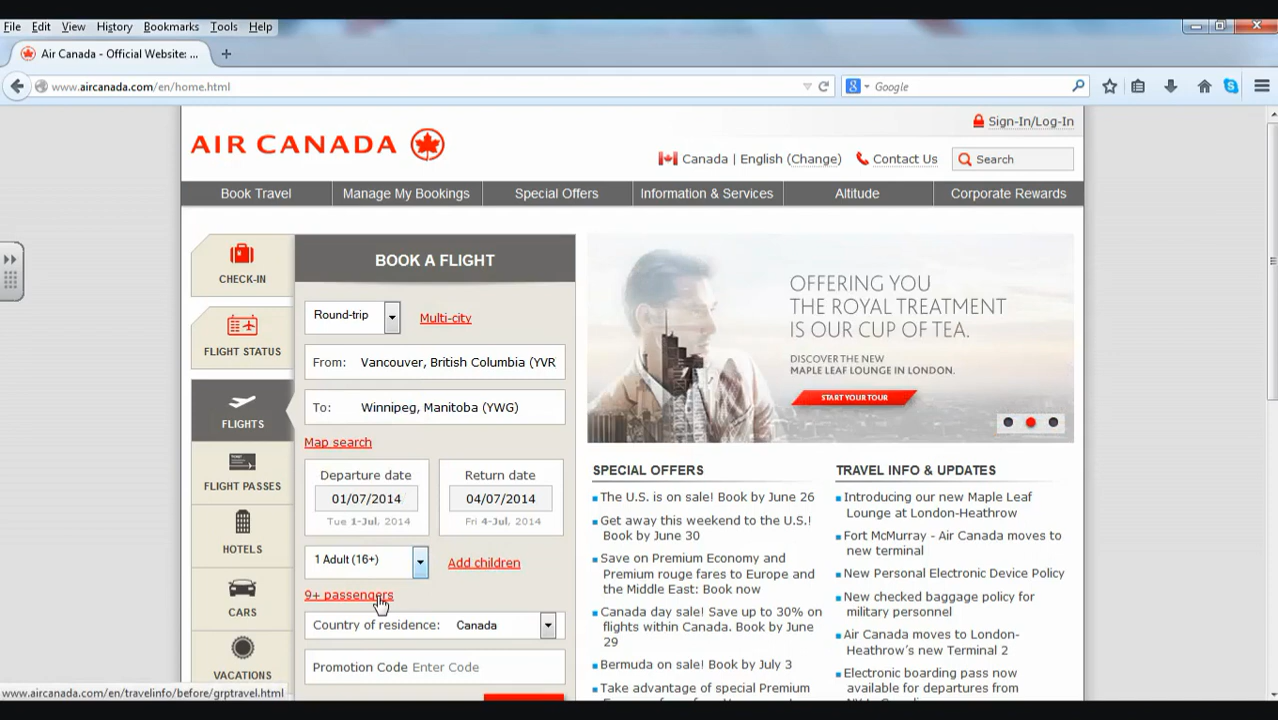 File Edit View History Bookmarks Tools Help
Air Canada - Official Website: ...
www.aircanada.com/en/home.html
Google
Sign-In/Log-In
AIR CANADA
Canada | English (Change) Contact Us Search
Book Travel Manage My Bookings Special Offers Information & Services Altitude Corporate Rewards
CHECK-IN
FLIGHT STATUS
FLIGHTS
FLIGHT PASSES
HOTELS
CARS
VACATIONS
BOOK A FLIGHT
Round-trip Multi-city
From: Vancouver, British Columbia (YVR
To: Winnipeg, Manitoba (YWG)
Map search
Departure date Return date
01/07/2014 04/07/2014
Tue 1-Jul, 2014 Fri 4-Jul, 2014
1 Adult (16+) Add children
9+ passengers
Country of residence: Canada
Promotion Code Enter Code
OFFERING YOU
THE ROYAL TREATMENT
IS OUR CUP OF TEA.
DISCOVER THE NEW
MAPLE LEAF LOUNGE IN LONDON.
START YOUR TOUR
SPECIAL OFFERS
The U.S. is on sale! Book by June 26
Get away this weekend to the U.S.!
Book by June 30
Save on Premium Economy and
Premium rouge fares to Europe and
the Middle East: Book now
Canada day sale! Save up to 30% on
flights within Canada. Book by June
29
Bermuda on sale! Book by July 3
Take advantage of special Premium
TRAVEL INFO & UPDATES
Introducing our new Maple Leaf
Lounge at London-Heathrow
Fort McMurray - Air Canada moves to
new terminal
New Personal Electronic Device Policy
New checked baggage policy for
military personnel
Air Canada moves to London-
Heathrow's new Terminal 2
Electronic boarding pass now
available for departures from
www.aircanada.com/en/travelinfo/before/grptravel.html